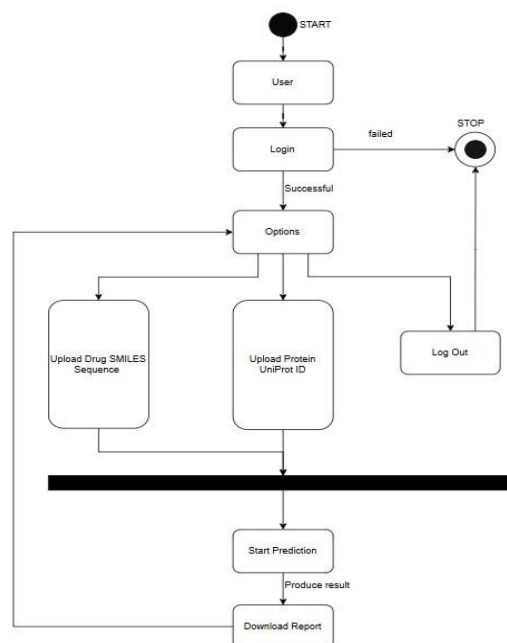 START
User
STOP
failed
Login
Successful
Options
Upload Drug SMILES
Sequence
Upload Protein
UniProt ID
Log Out
Start Prediction
Produce result
Download Report